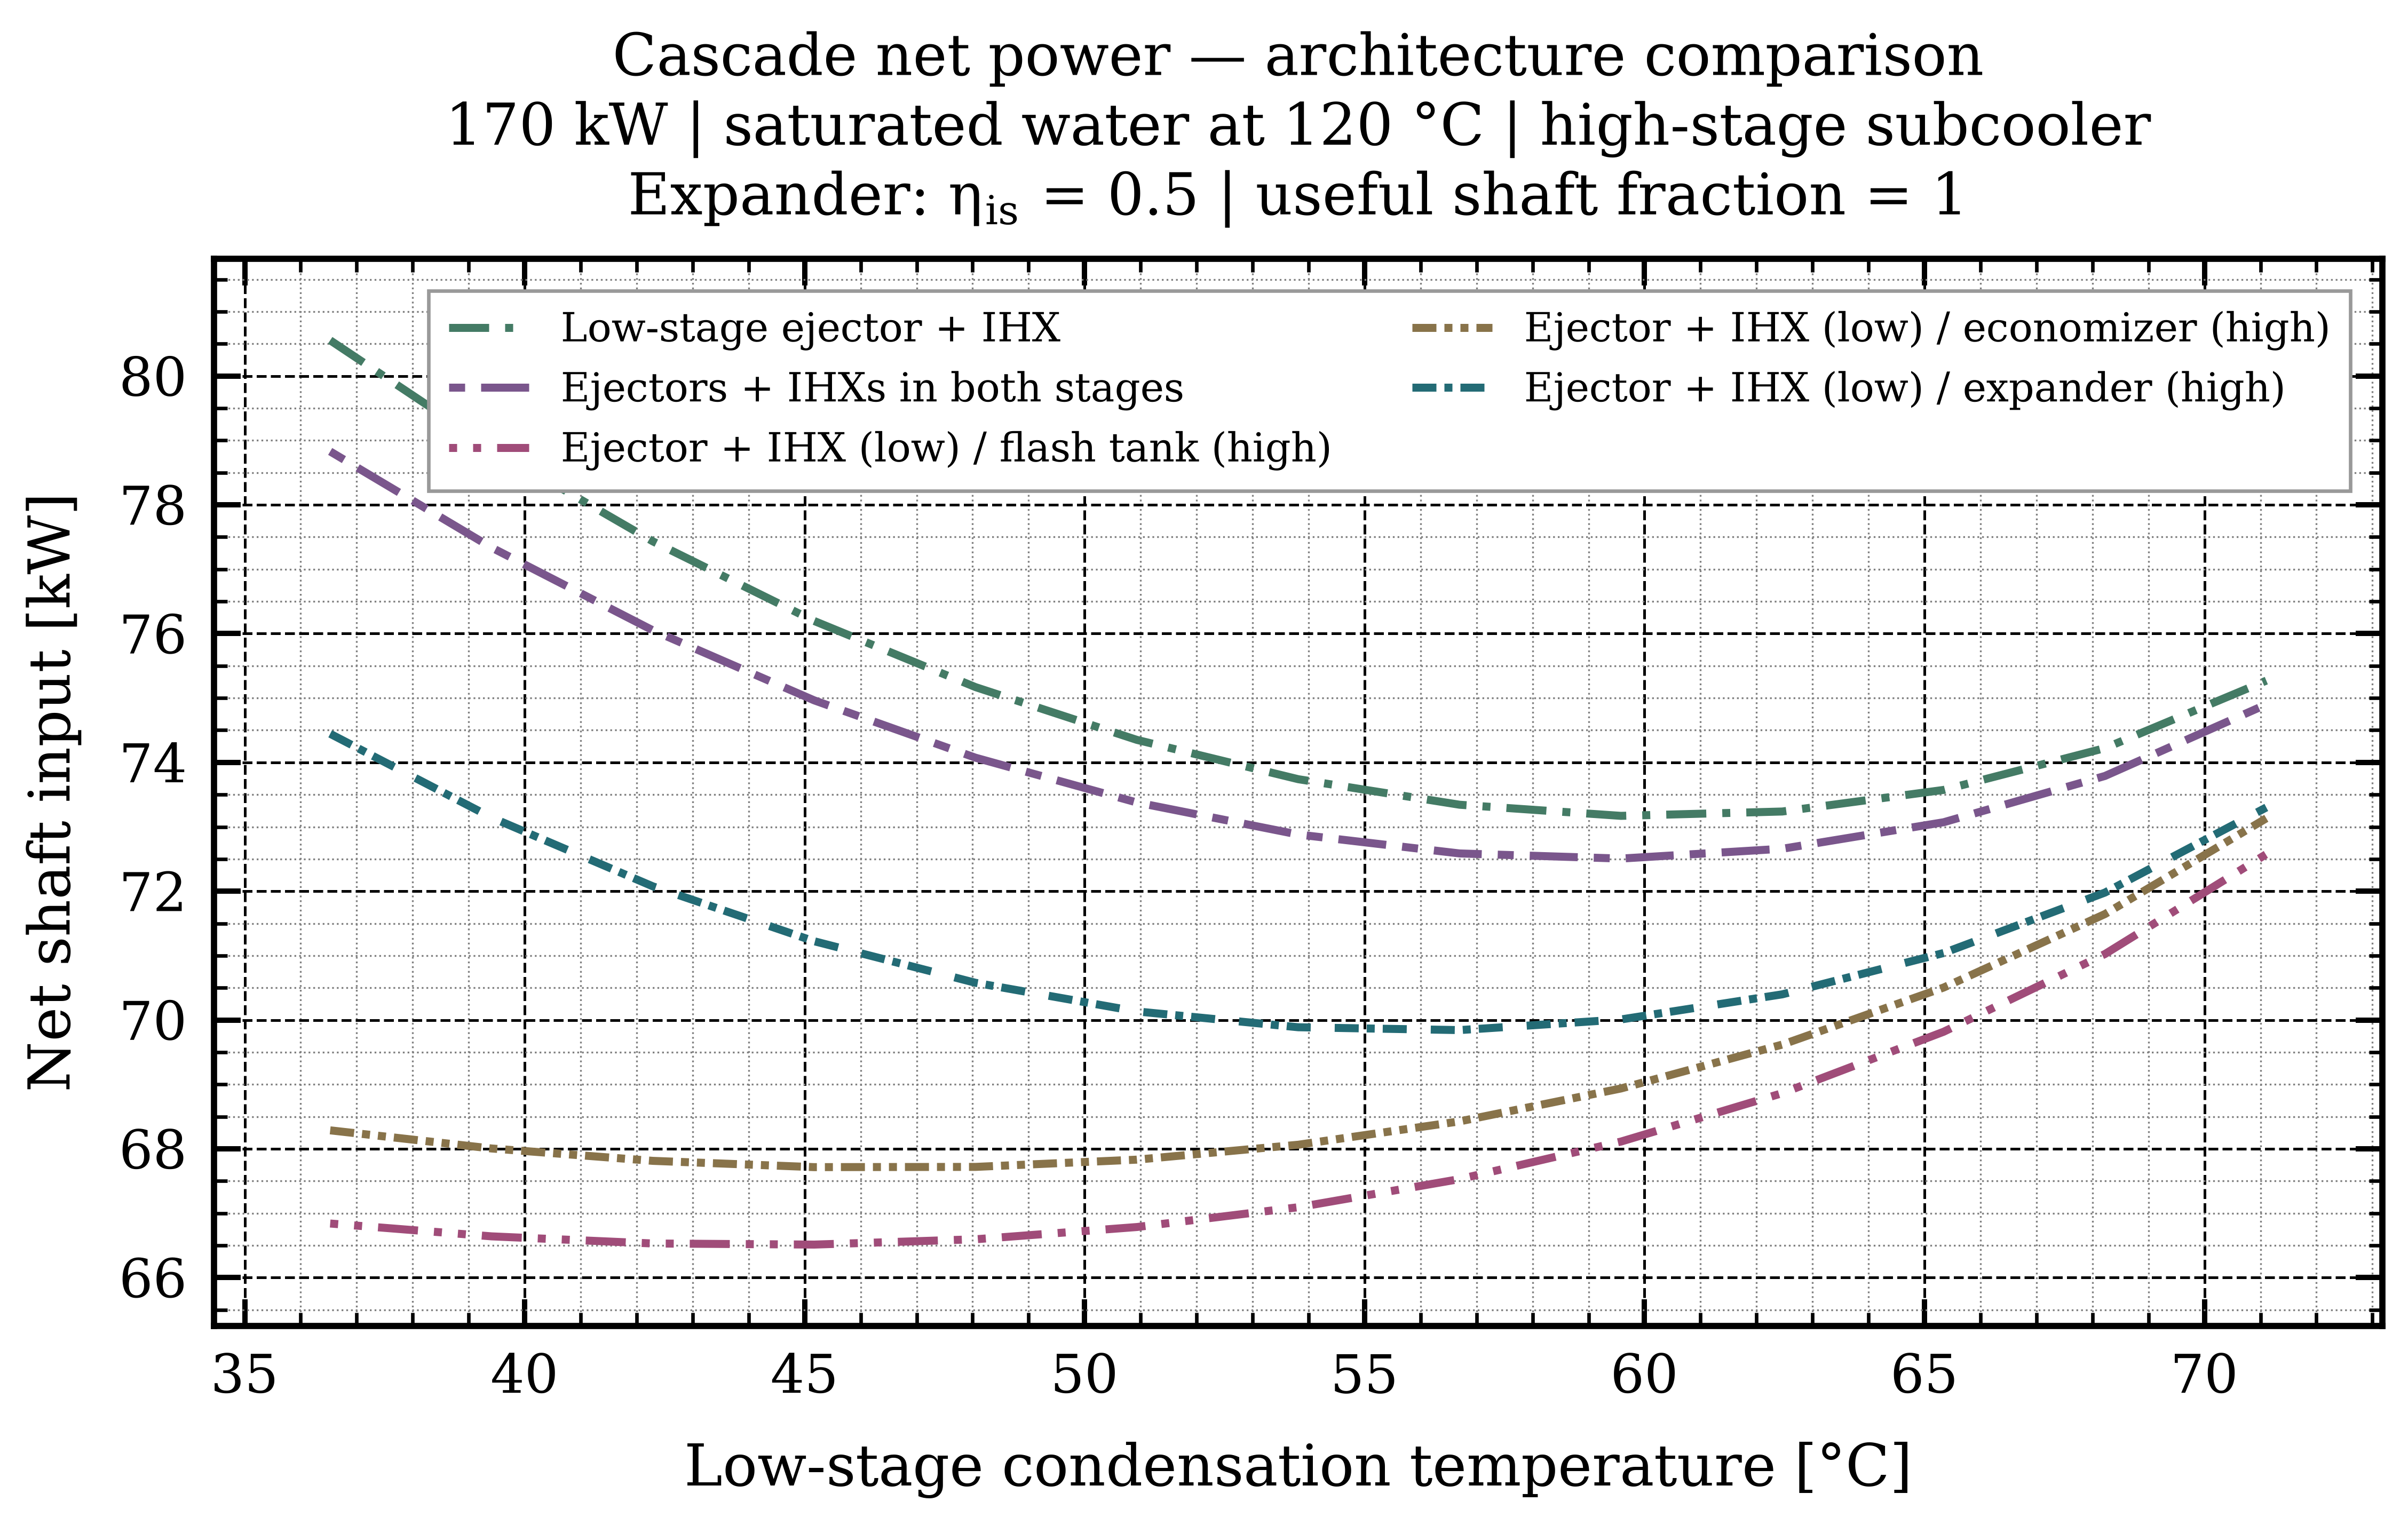 Cascade net power — architecture comparison
170 kW | saturated water at 120 °C | high-stage subcooler
Expander: ηis = 0.5 | useful shaft fraction = 1
Low-stage ejector + IHX
Ejectors + IHXs in both stages
Ejector + IHX (low) / flash tank (high)
Ejector + IHX (low) / economizer (high)
Ejector + IHX (low) / expander (high)
Net shaft input [kW]
80
78
76
74
72
70
68
66
35 40 45 50 55 60 65 70
Low-stage condensation temperature [°C]